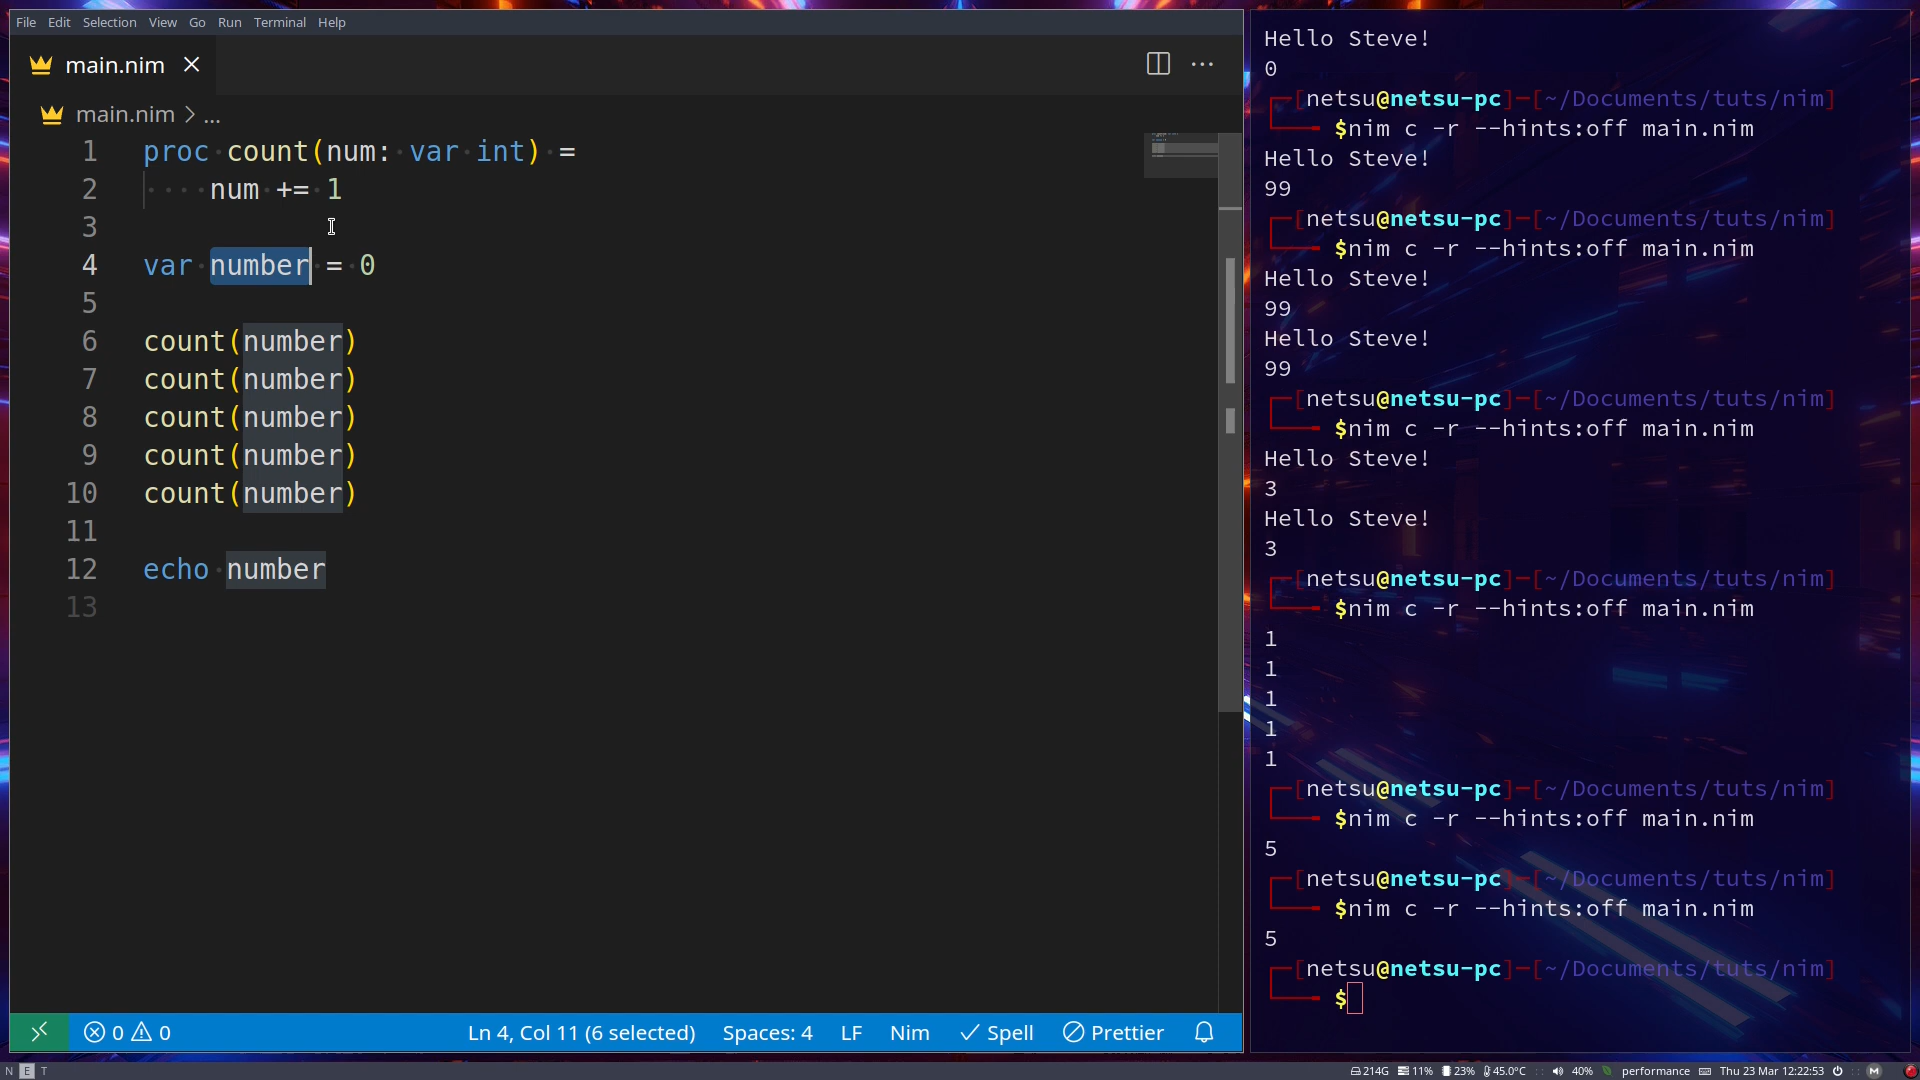 File Edit Selection View Go Run Terminal Help
main.nim
main.nim > ...
1 proc count(num: var int) =
2 num += 1
3
4 var number = 0
5
6 count(number)
7 count(number)
8 count(number)
9 count(number)
10 count(number)
11
12 echo number
13
0 0 Ln 4, Col 11 (6 selected) Spaces: 4 LF Nim Spell Prettier
Hello Steve!
0
[netsu@netsu-pc]-[~/Documents/tuts/nim]
$nim c -r --hints:off main.nim
Hello Steve!
99
[netsu@netsu-pc]-[~/Documents/tuts/nim]
$nim c -r --hints:off main.nim
Hello Steve!
99
Hello Steve!
99
[netsu@netsu-pc]-[~/Documents/tuts/nim]
$nim c -r --hints:off main.nim
Hello Steve!
3
Hello Steve!
3
[netsu@netsu-pc]-[~/Documents/tuts/nim]
$nim c -r --hints:off main.nim
1
1
1
1
1
[netsu@netsu-pc]-[~/Documents/tuts/nim]
$nim c -r --hints:off main.nim
5
[netsu@netsu-pc]-[~/Documents/tuts/nim]
$nim c -r --hints:off main.nim
5
[netsu@netsu-pc]-[~/Documents/tuts/nim]
$
N E T 214G 11% 23% 45.0°C 40% performance Thu 23 Mar 12:22:53 M